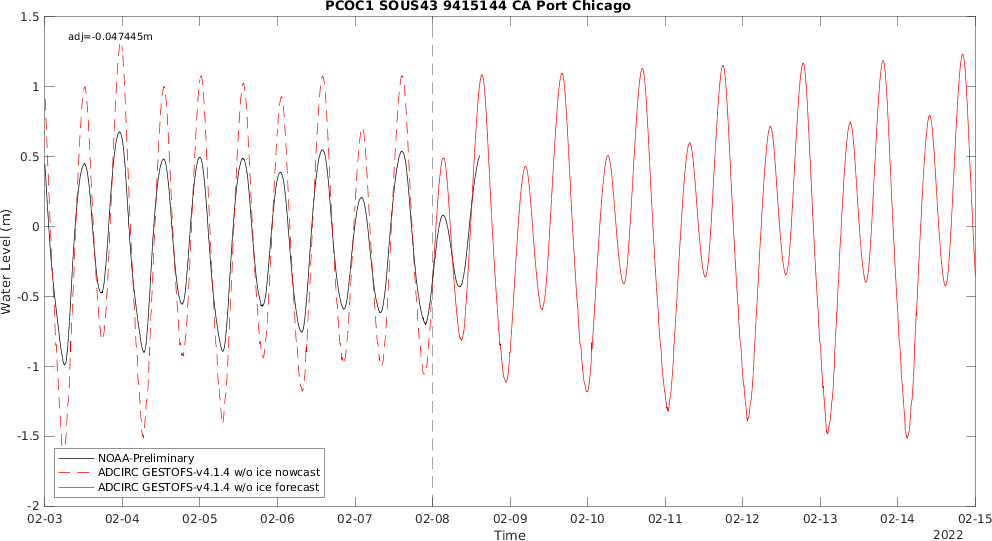 PCOC1 SOUS43 9415144 CA Port Chicago
adj=-0.047445m
1.5
1
0.5
0
-0.5
-1
-1.5
-2
Water Level (m)
NOAA-Preliminary
ADCIRC GESTOFS-v4.1.4 w/o ice nowcast
ADCIRC GESTOFS-v4.1.4 w/o ice forecast
02-03 02-04 02-05 02-06 02-07 02-08 02-09 02-10 02-11 02-12 02-13 02-14 02-15
Time
2022